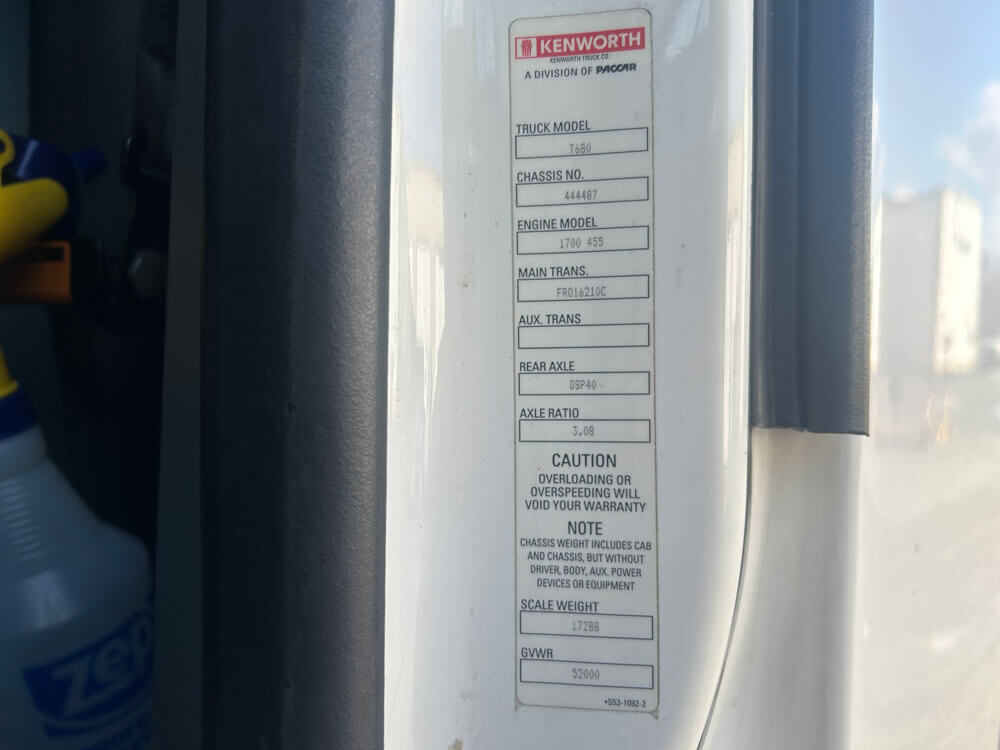 KENWORTH
KENWORTH TRUCK CO.
A DIVISION OF PACCAR
TRUCK MODEL
T680
CHASSIS NO.
444487
ENGINE MODEL
1700 455
MAIN TRANS.
FRO16210C
AUX. TRANS
REAR AXLE
DSP40
AXLE RATIO
3.08
CAUTION
OVERLOADING OR
OVERSPEEDING WILL
VOID YOUR WARRANTY
NOTE
CHASSIS WEIGHT INCLUDES CAB
AND CHASSIS, BUT WITHOUT
DRIVER, BODY, AUX. POWER
DEVICES OR EQUIPMENT
SCALE WEIGHT
17288
GVWR
52000
•S53-1092-2
zep